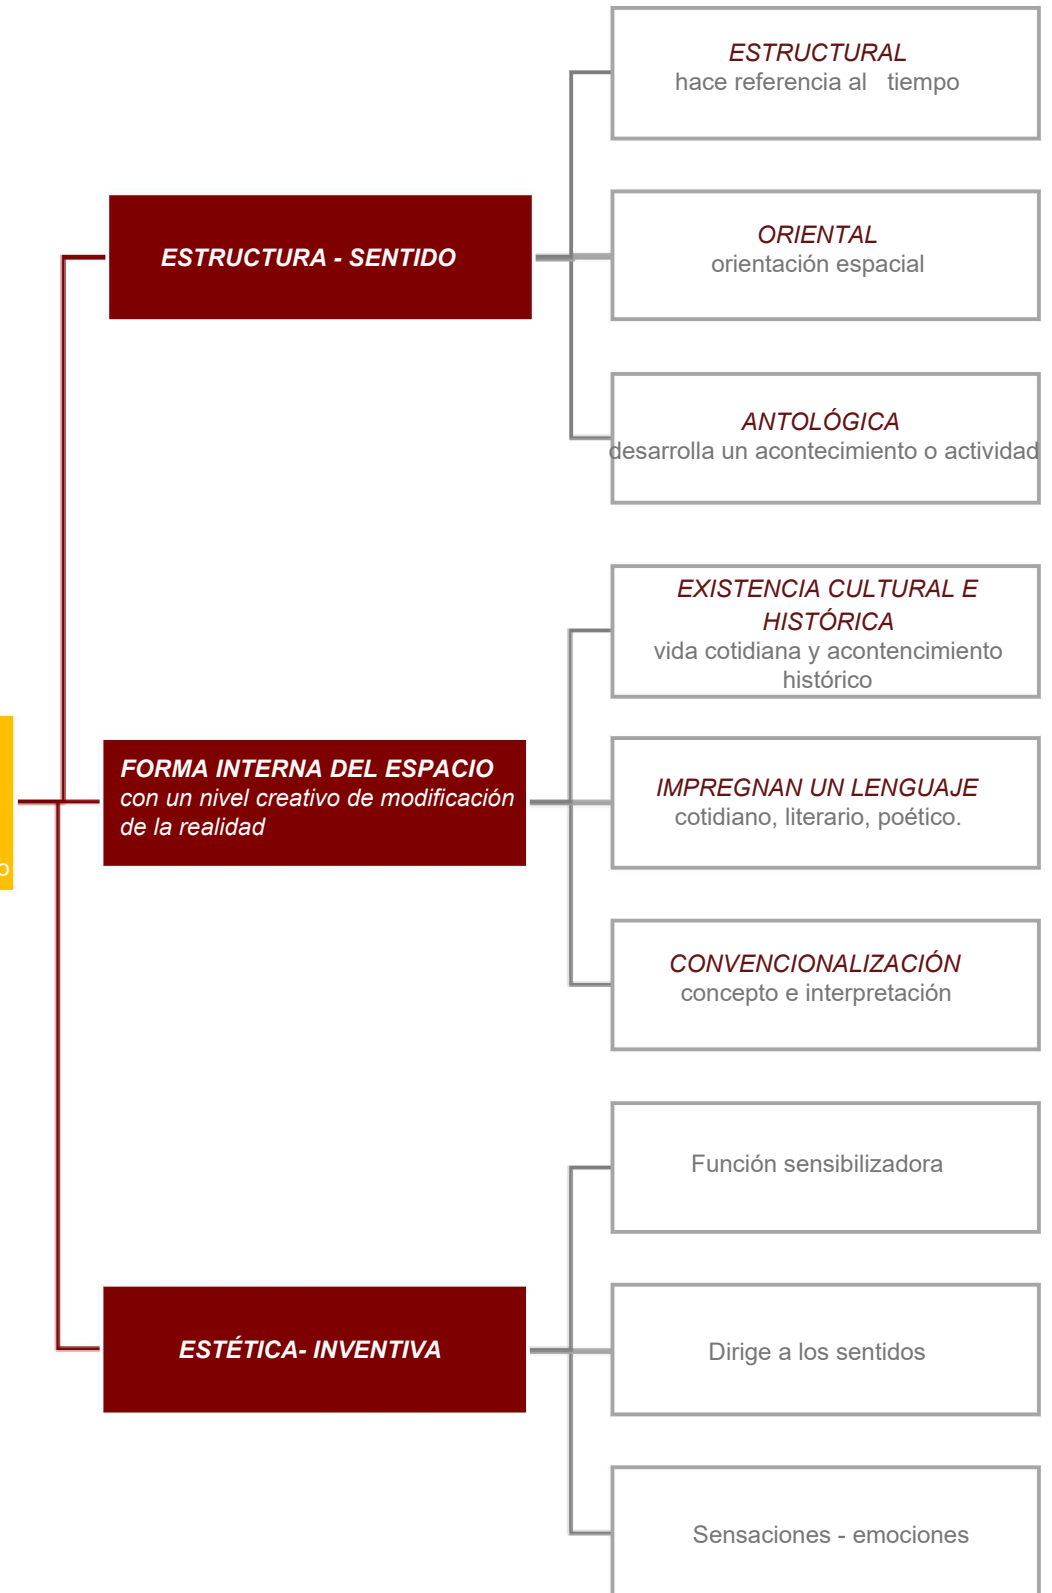 ESTRUCTURAL
hace referencia al tiempo
ESTRUCTURA - SENTIDO
ORIENTAL
orientación espacial
ANTOLÓGICA
desarrolla un acontecimiento o actividad
EXISTENCIA CULTURAL E
HISTÓRICA
vida cotidiana y acontencimiento
histórico
FORMA INTERNA DEL ESPACIO
con un nivel creativo de modificación
de la realidad
IMPREGNAN UN LENGUAJE
cotidiano, literario, poético.
CONVENCIONALIZACIÓN
concepto e interpretación
Función sensibilizadora
ESTÉTICA- INVENTIVA
Dirige a los sentidos
Sensaciones - emociones